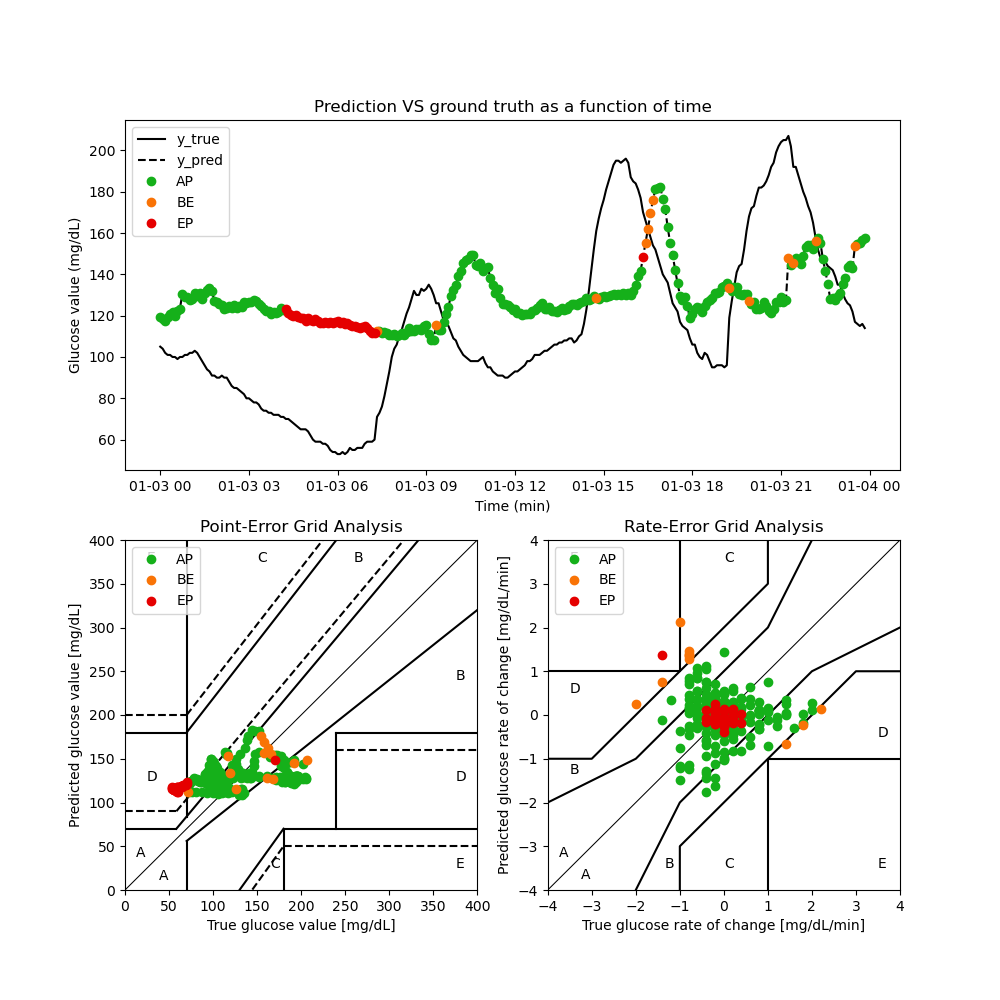 Prediction VS ground truth as a function of time
y_true
y_pred
AP
BE
EP
Glucose value (mg/dL)
200
180
160
140
120
100
80
60
01-03 00 01-03 03 01-03 06 01-03 09 01-03 12 01-03 15 01-03 18 01-03 21 01-04 00
Time (min)
Point-Error Grid Analysis
AP
BE
EP
C
B
B
D
D
A
A
C
E
Predicted glucose value [mg/dL]
400
350
300
250
200
150
100
50
0
0 50 100 150 200 250 300 350 400
True glucose value [mg/dL]
Rate-Error Grid Analysis
AP
BE
EP
C
D
D
B
A
A
B
C
E
Predicted glucose rate of change [mg/dL/min]
4
3
2
1
0
−1
−2
−3
−4
−4 −3 −2 −1 0 1 2 3 4
True glucose rate of change [mg/dL/min]